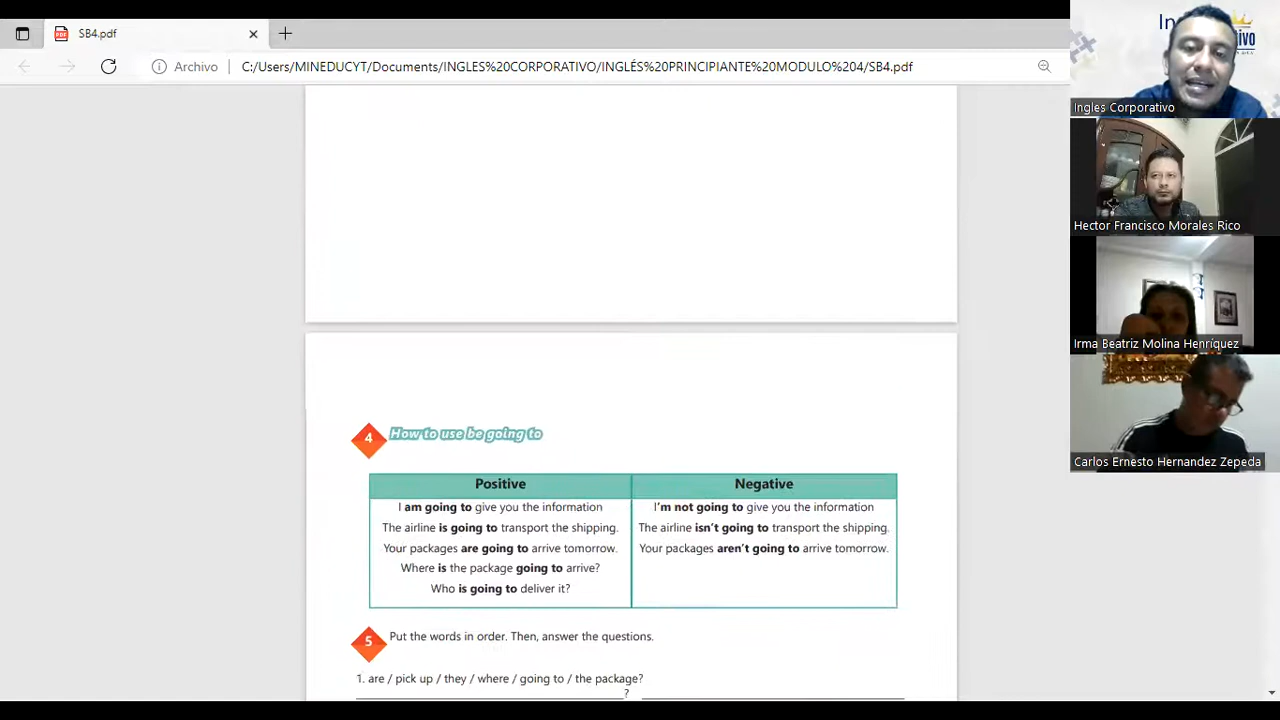 SB4.pdf
Archivo
C:/Users/MINEDUCYT/Documents/INGLES%20CORPORATIVO/INGLÉS%20PRINCIPIANTE%20MODULO%204/SB4.pdf
Ingles Corporativo
Hector Francisco Morales Rico
Irma Beatriz Molina Henríquez
Carlos Ernesto Hernandez Zepeda
4 How to use be going to
Positive Negative
I am going to give you the information I'm not going to give you the information
The airline is going to transport the shipping. The airline isn't going to transport the shipping.
Your packages are going to arrive tomorrow. Your packages aren't going to arrive tomorrow.
Where is the package going to arrive?
Who is going to deliver it?
5 Put the words in order. Then, answer the questions.
1. are / pick up / they / where / going to / the package?
?